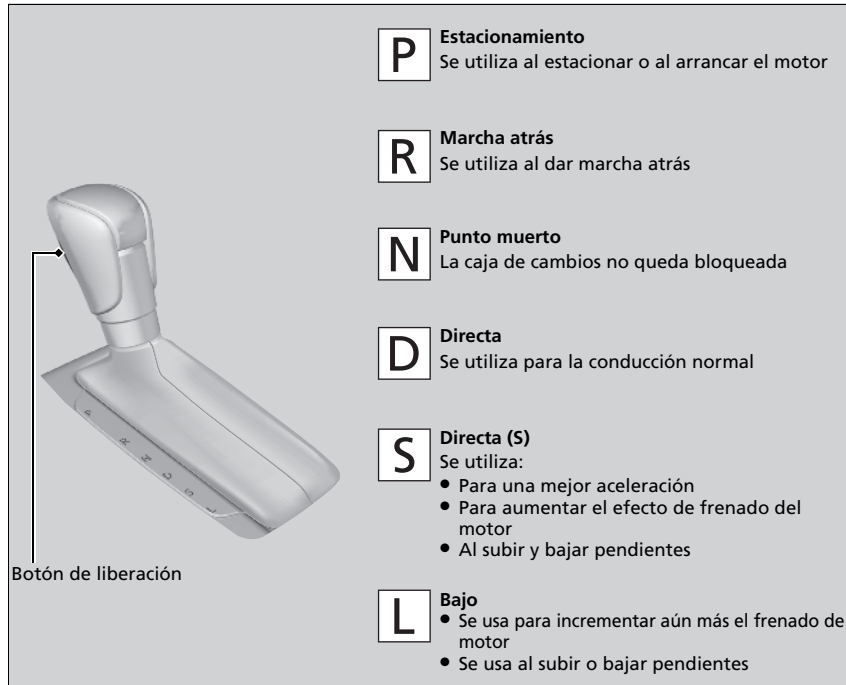 P
Estacionamiento
Se utiliza al estacionar o al arrancar el motor
R
Marcha atrás
Se utiliza al dar marcha atrás
N
Punto muerto
La caja de cambios no queda bloqueada
D
Directa
Se utiliza para la conducción normal
S
Directa (S)
Se utiliza:
• Para una mejor aceleración
• Para aumentar el efecto de frenado del
motor
• Al subir y bajar pendientes
L
Bajo
• Se usa para incrementar aún más el frenado de
motor
• Se usa al subir o bajar pendientes
P R N D S L
Botón de liberación